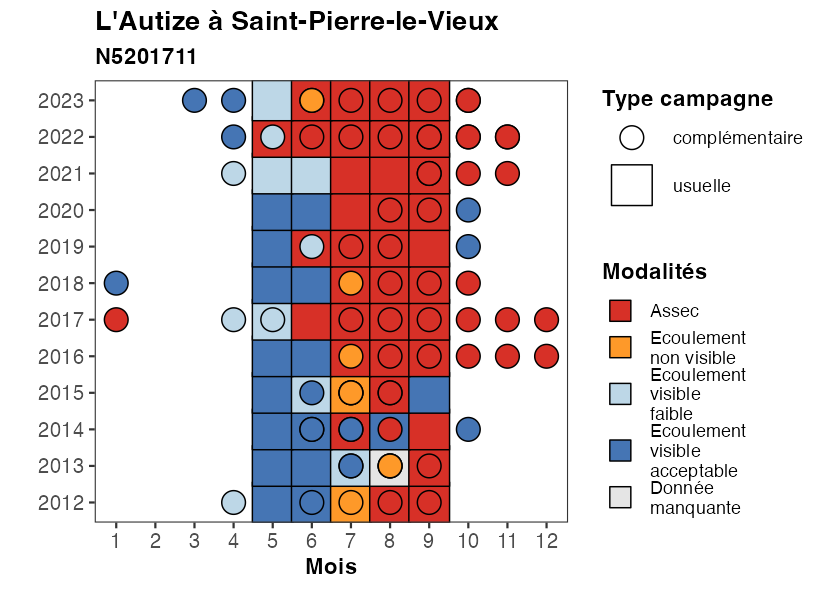 L'Autize à Saint-Pierre-le-Vieux
N5201711
2023
2022
2021
2020
2019
2018
2017
2016
2015
2014
2013
2012
1 2 3 4 5 6 7 8 9 10 11 12
Mois
Type campagne
complémentaire
usuelle
Modalités
Assec
Ecoulement
non visible
Ecoulement
visible
faible
Ecoulement
visible
acceptable
Donnée
manquante